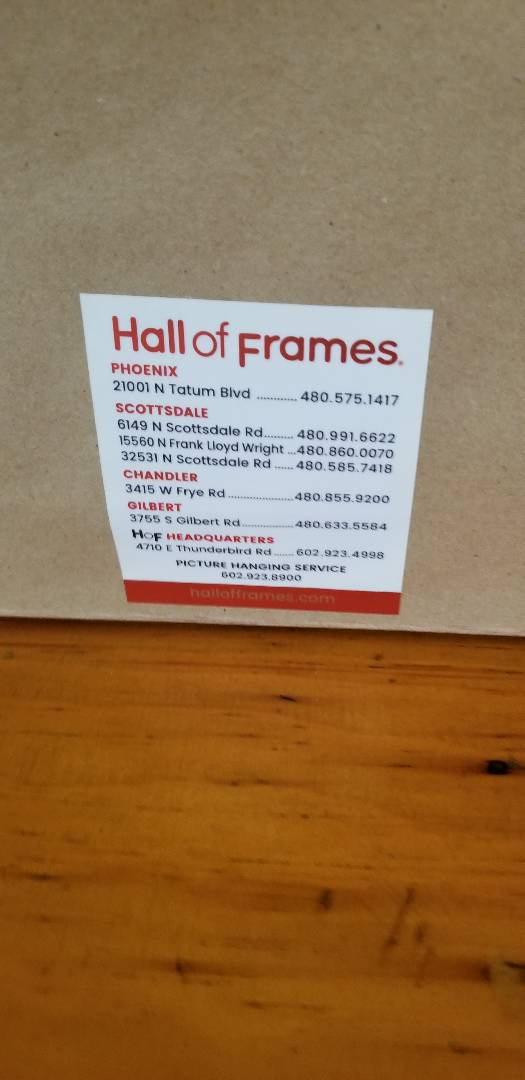 Hall of Frames.
PHOENIX
21001 N Tatum Blvd ............ 480.575.1417
SCOTTSDALE
6149 N Scottsdale Rd......... 480.991.6622
15560 N Frank Lloyd Wright ...480.860.0070
32531 N Scottsdale Rd ...... 480.585.7418
CHANDLER
3415 W Frye Rd....................480.855.9200
GILBERT
3755 S Gilbert Rd................480.633.5584
HOF HEADQUARTERS
4710 E Thunderbird Rd ...... 602.923.4998
PICTURE HANGING SERVICE
602.923.8900
hallofframes.com